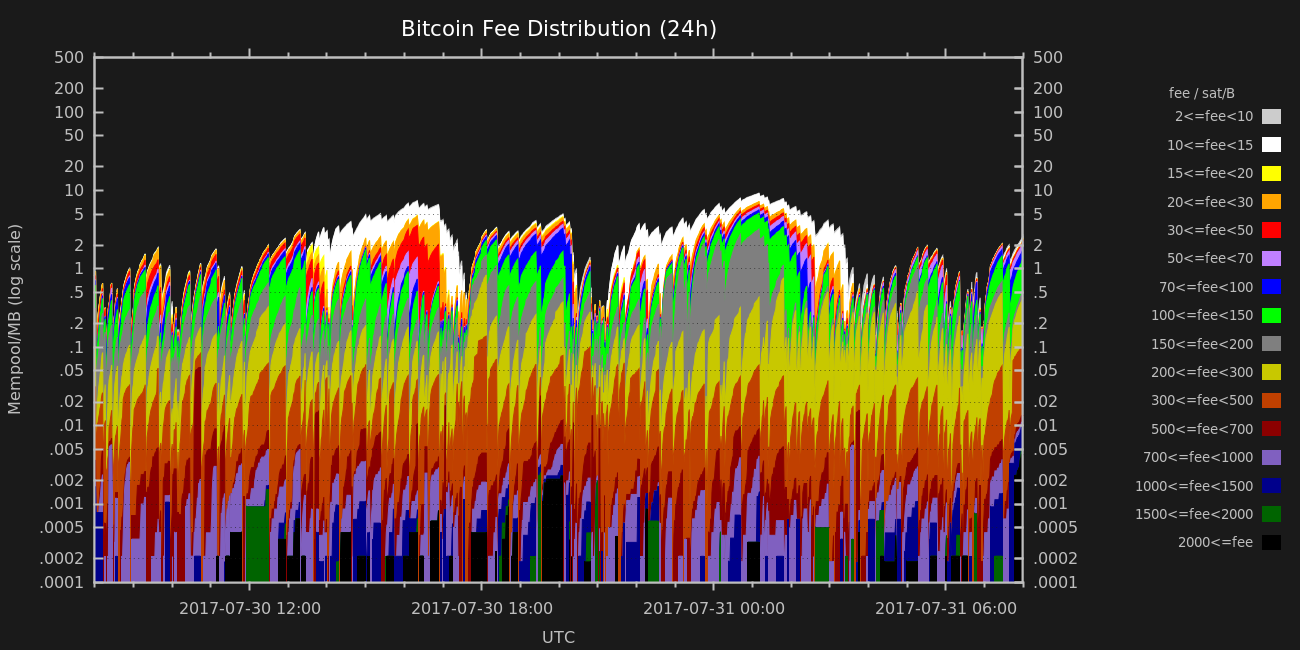 Bitcoin Fee Distribution (24h)
Mempool/MB (log scale)
500
200
100
50
20
10
5
2
1
.5
.2
.1
.05
.02
.01
.005
.002
.001
.0005
.0002
.0001
500
200
100
50
20
10
5
2
1
.5
.2
.1
.05
.02
.01
.005
.002
.001
.0005
.0002
.0001
2017-07-30 12:00
2017-07-30 18:00
2017-07-31 00:00
2017-07-31 06:00
UTC
fee / sat/B
2<=fee<10
10<=fee<15
15<=fee<20
20<=fee<30
30<=fee<50
50<=fee<70
70<=fee<100
100<=fee<150
150<=fee<200
200<=fee<300
300<=fee<500
500<=fee<700
700<=fee<1000
1000<=fee<1500
1500<=fee<2000
2000<=fee